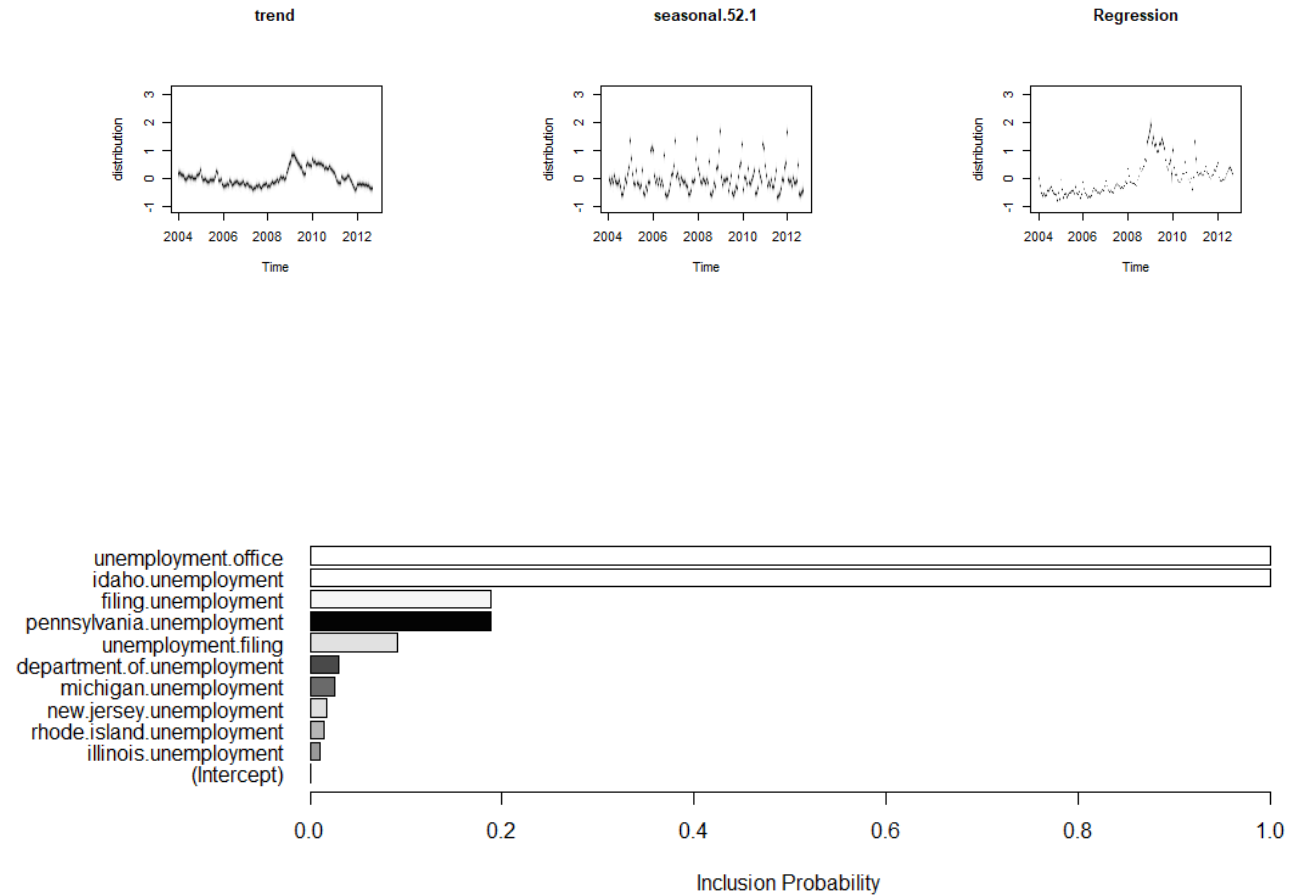 trend
seasonal.52.1
Regression
distribution
3
2
1
0
-1
2004 2006 2008 2010 2012
Time
distribution
3
2
1
0
-1
2004 2006 2008 2010 2012
Time
distribution
3
2
1
0
-1
2004 2006 2008 2010 2012
Time
unemployment.office
idaho.unemployment
filing.unemployment
pennsylvania.unemployment
unemployment.filing
department.of.unemployment
michigan.unemployment
new.jersey.unemployment
rhode.island.unemployment
illinois.unemployment
(Intercept)
0.0 0.2 0.4 0.6 0.8 1.0
Inclusion Probability